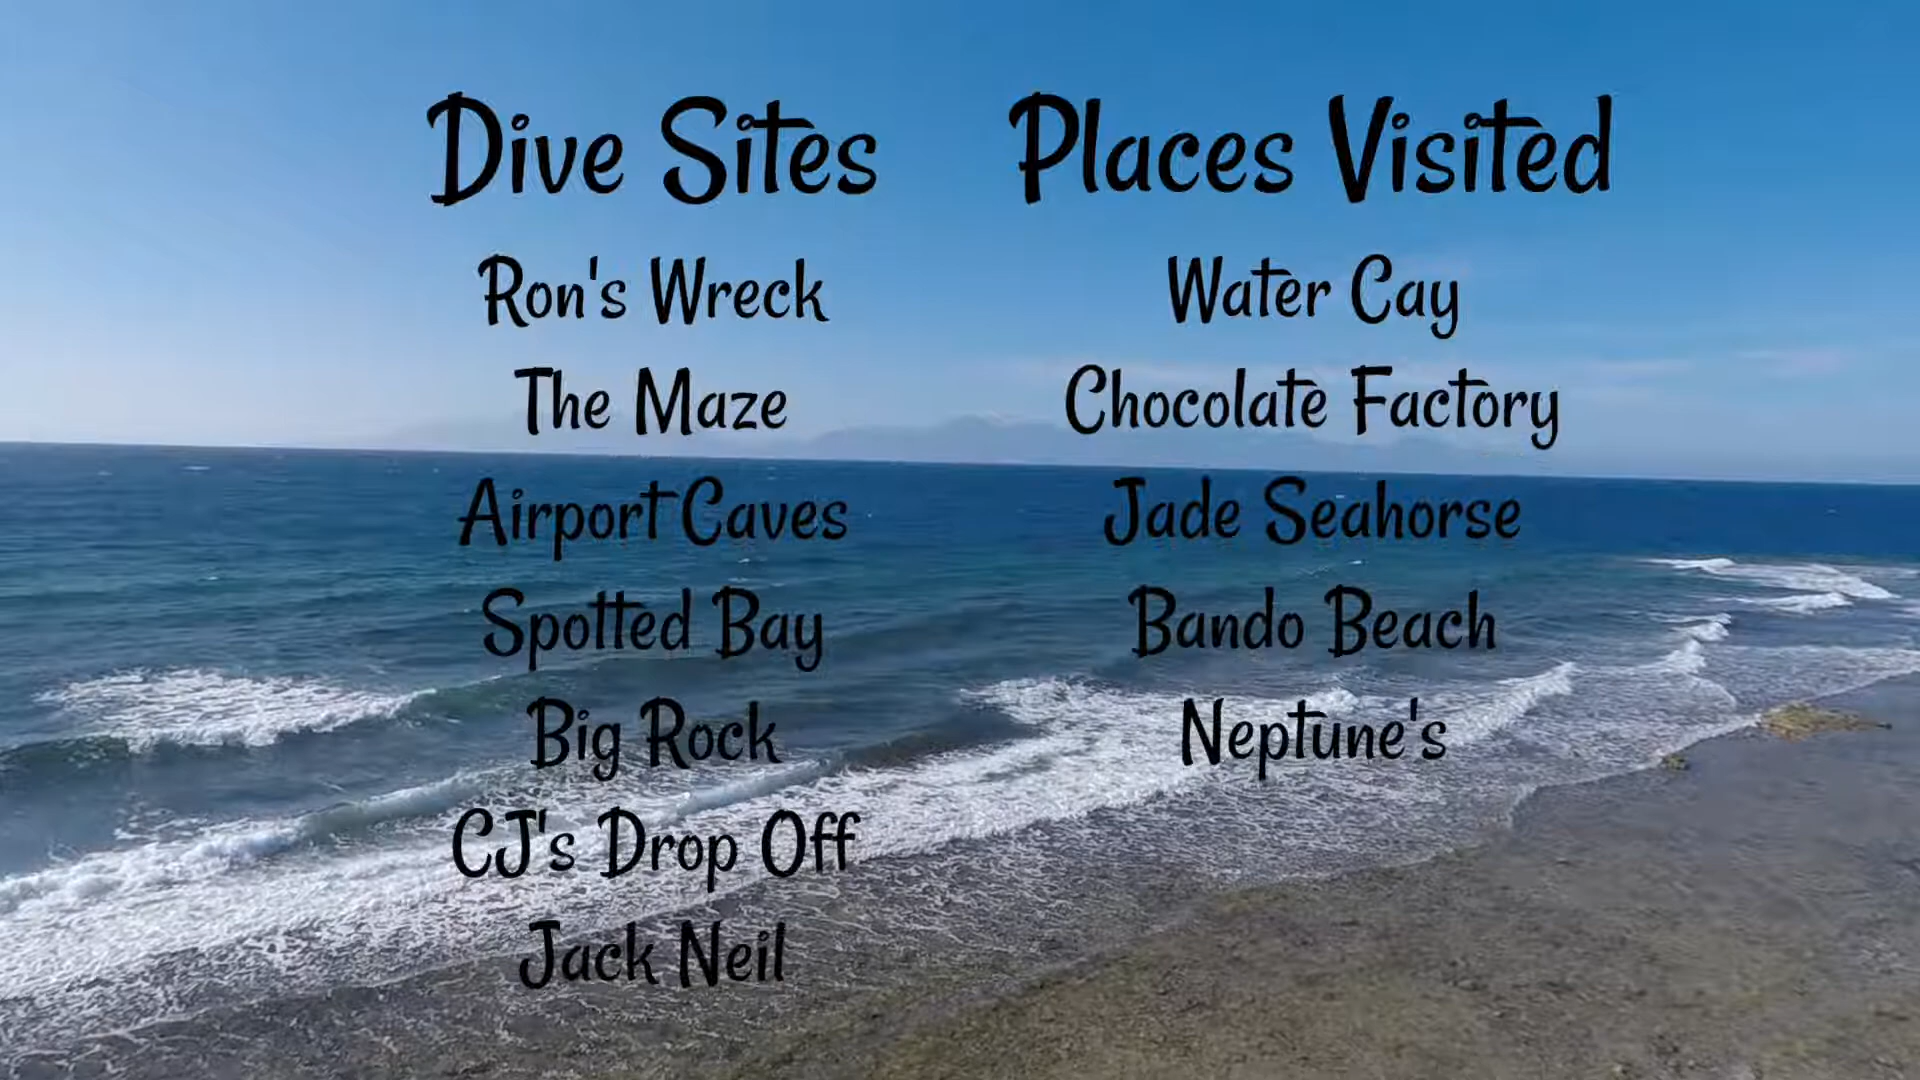 Dive Sites
Ron's Wreck
The Maze
Airport Caves
Spotted Bay
Big Rock
CJ's Drop Off
Jack Neil
Places Visited
Water Cay
Chocolate Factory
Jade Seahorse
Bando Beach
Neptune's